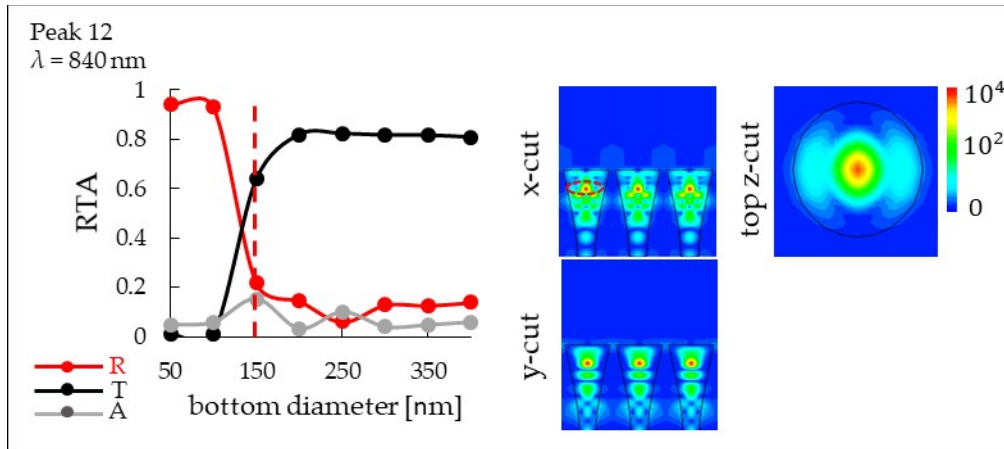 Peak 12
λ = 840 nm
1
0.8
0.6
0.4
0.2
0
RTA
50 150 250 350
bottom diameter [nm]
R
T
A
x-cut
y-cut
top z-cut
10⁴
10²
0